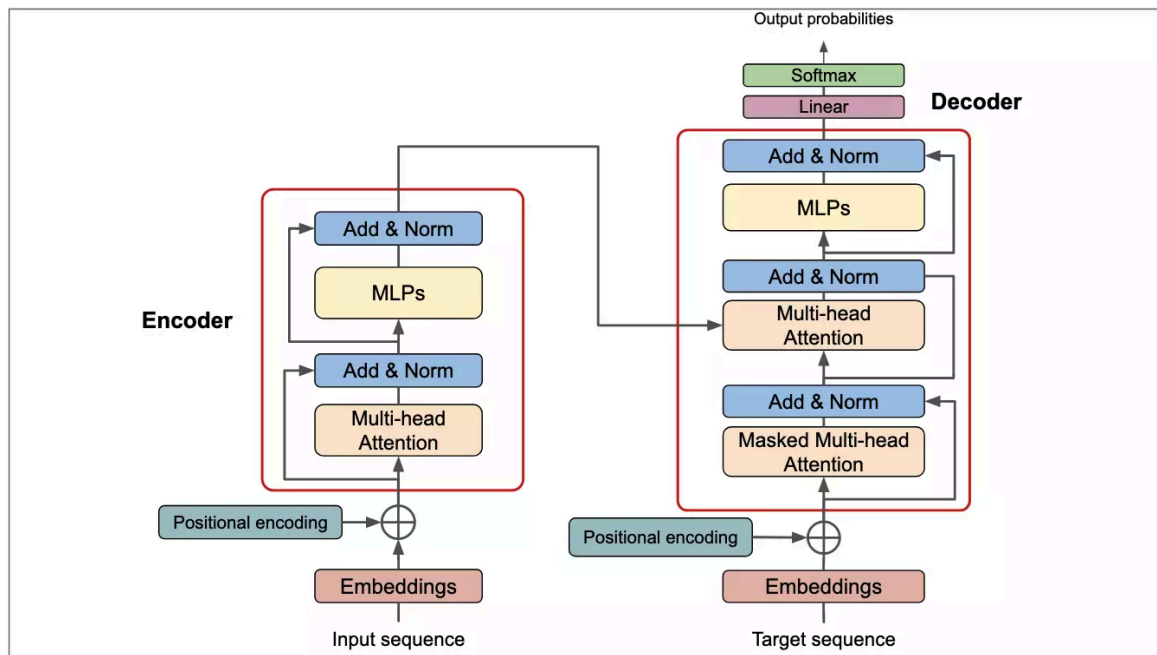 Output probabilities
Softmax
Linear
Decoder
Add & Norm
MLPs
Add & Norm
Multi-head
Attention
Add & Norm
Masked Multi-head
Attention
Positional encoding
Embeddings
Target sequence
Encoder
Add & Norm
MLPs
Add & Norm
Multi-head
Attention
Positional encoding
Embeddings
Input sequence